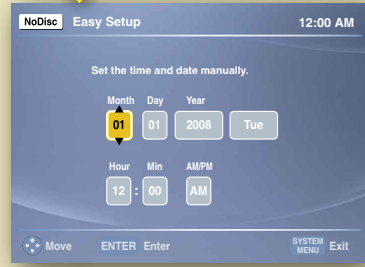 NoDisc Easy Setup 12:00 AM
Set the time and date manually.
Month Day Year
01 01 2008 Tue
Hour Min AM/PM
12 : 00 AM
Move ENTER Enter SYSTEM MENU Exit